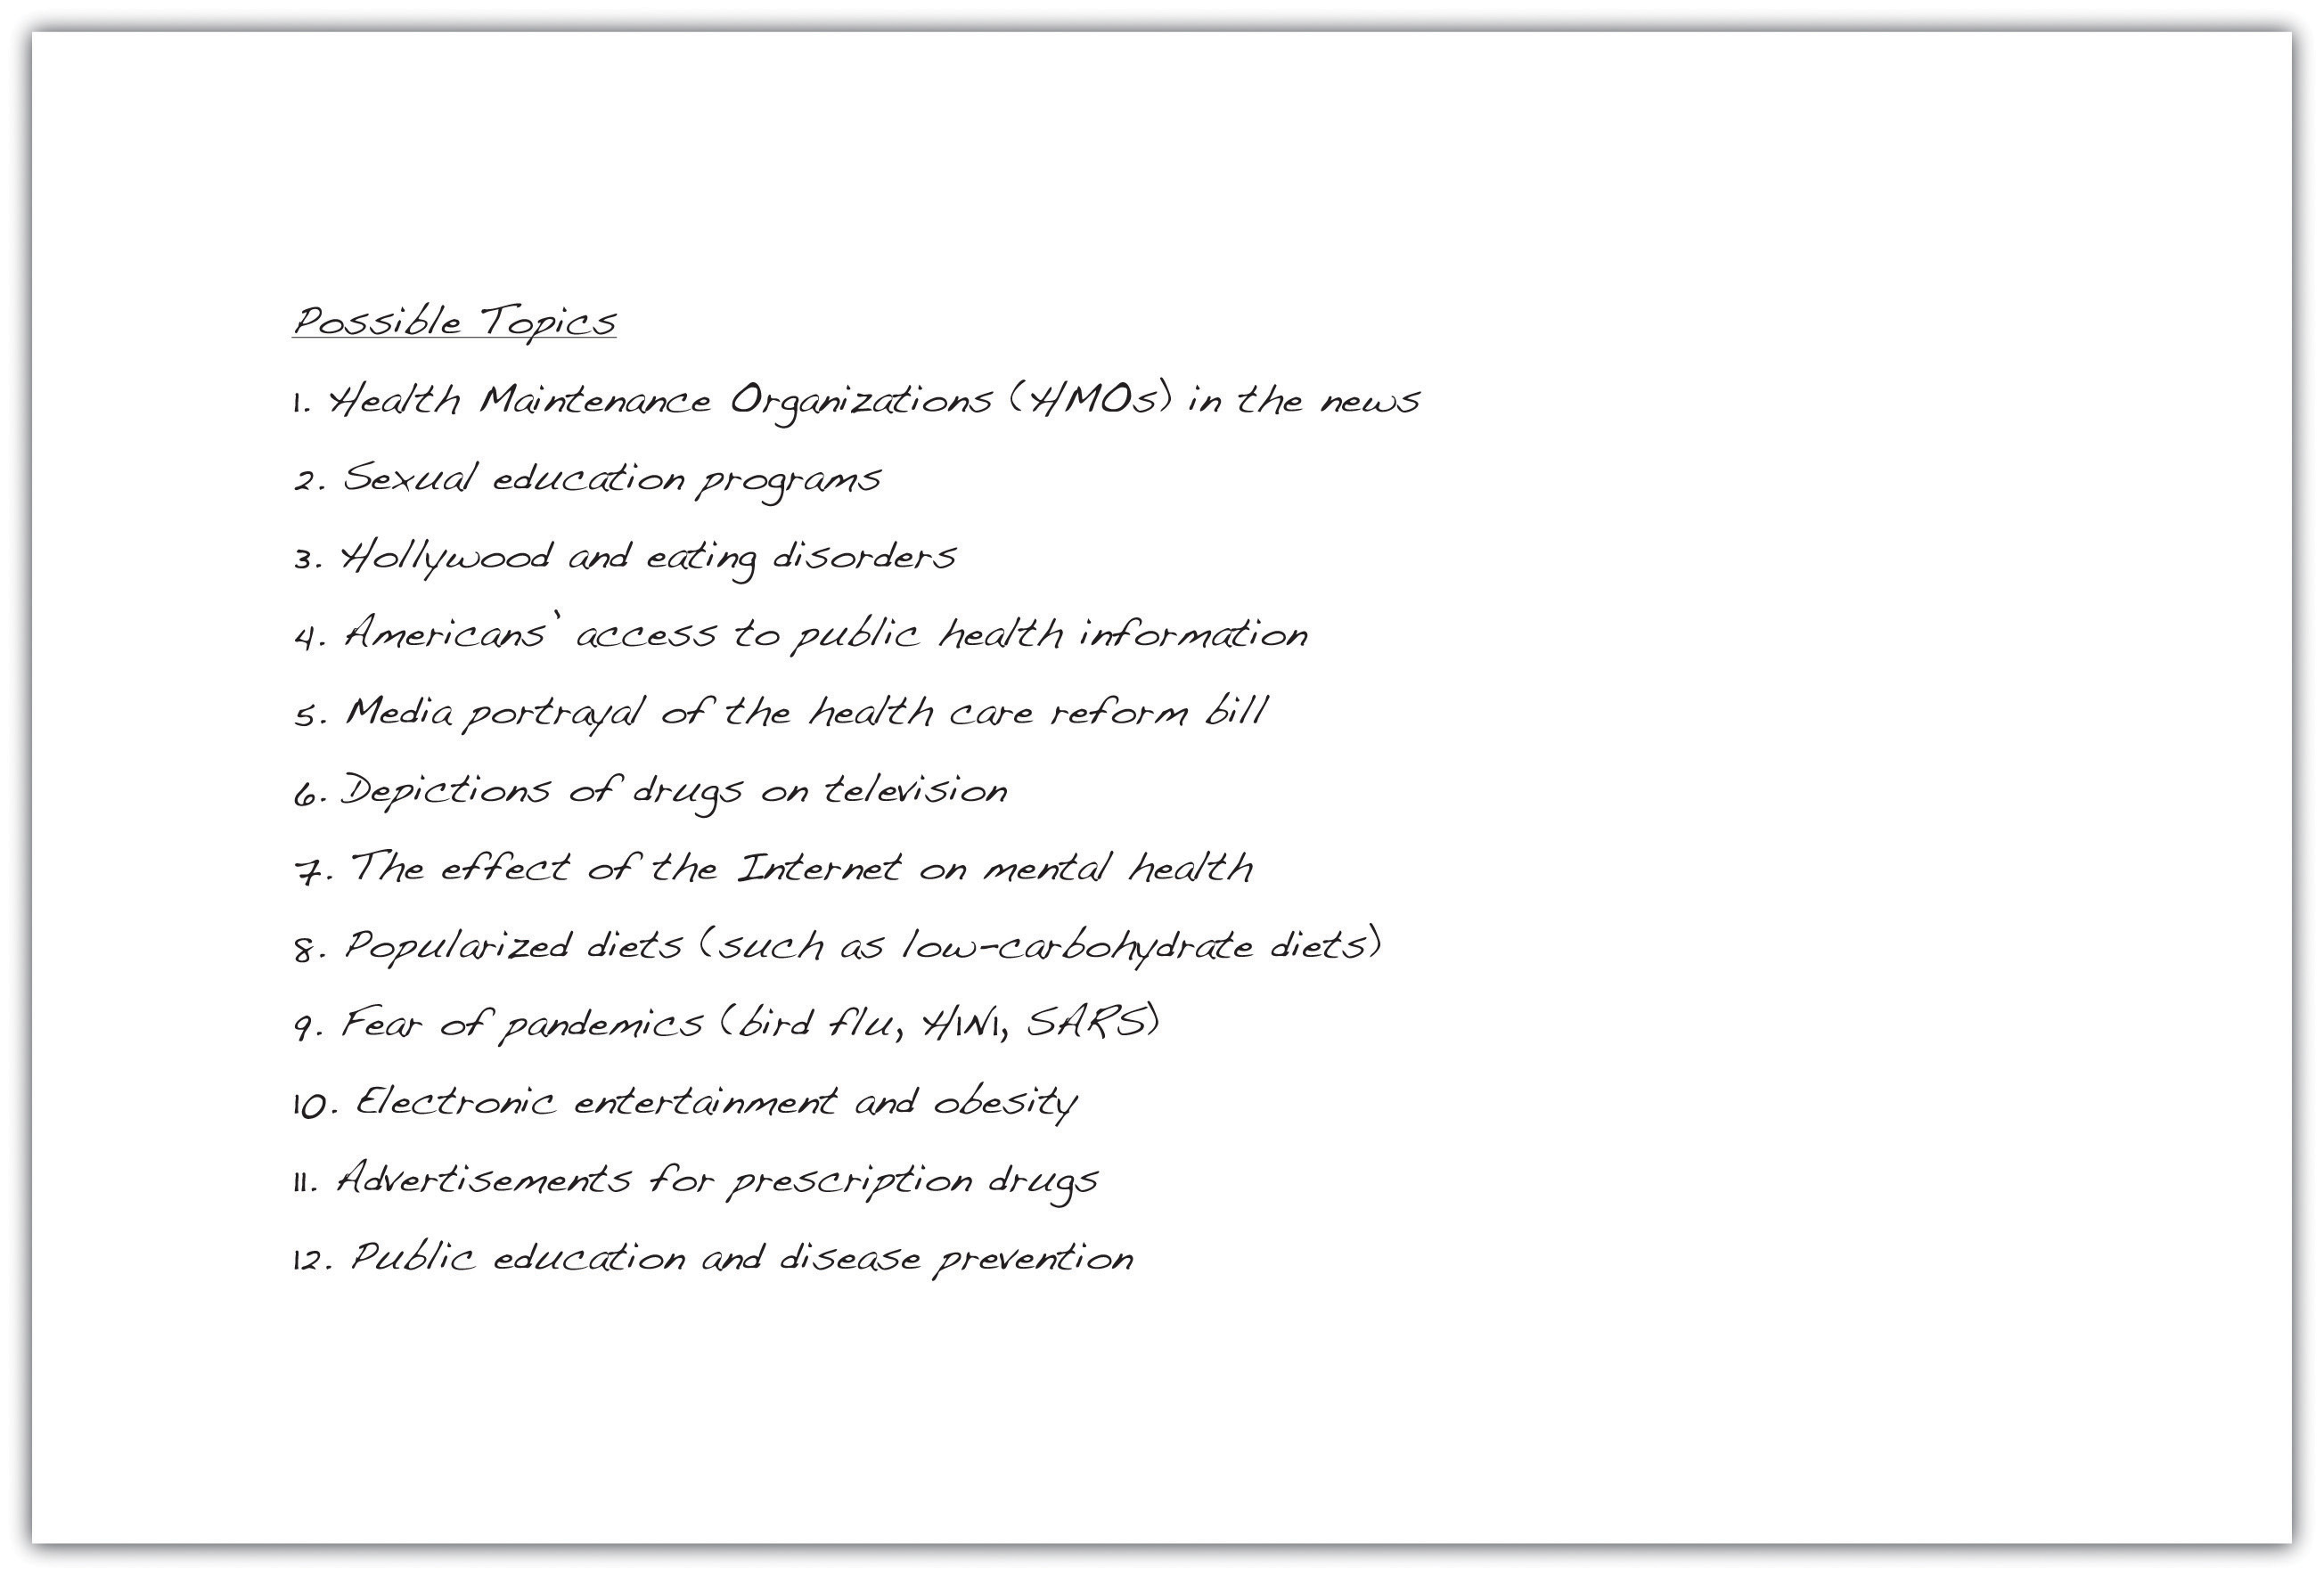 Possible Topics
1. Health Maintenance Organizations (HMOs) in the news
2. Sexual education programs
3. Hollywood and eating disorders
4. Americans' access to public health information
5. Media portrayal of the health care reform bill
6. Depictions of drugs on television
7. The effect of the Internet on mental health
8. Popularized diets (such as low-carbohydrate diets)
9. Fear of pandemics (bird flu, H1N1, SARS)
10. Electronic entertainment and obesity
11. Advertisements for prescription drugs
12. Public education and disease prevention